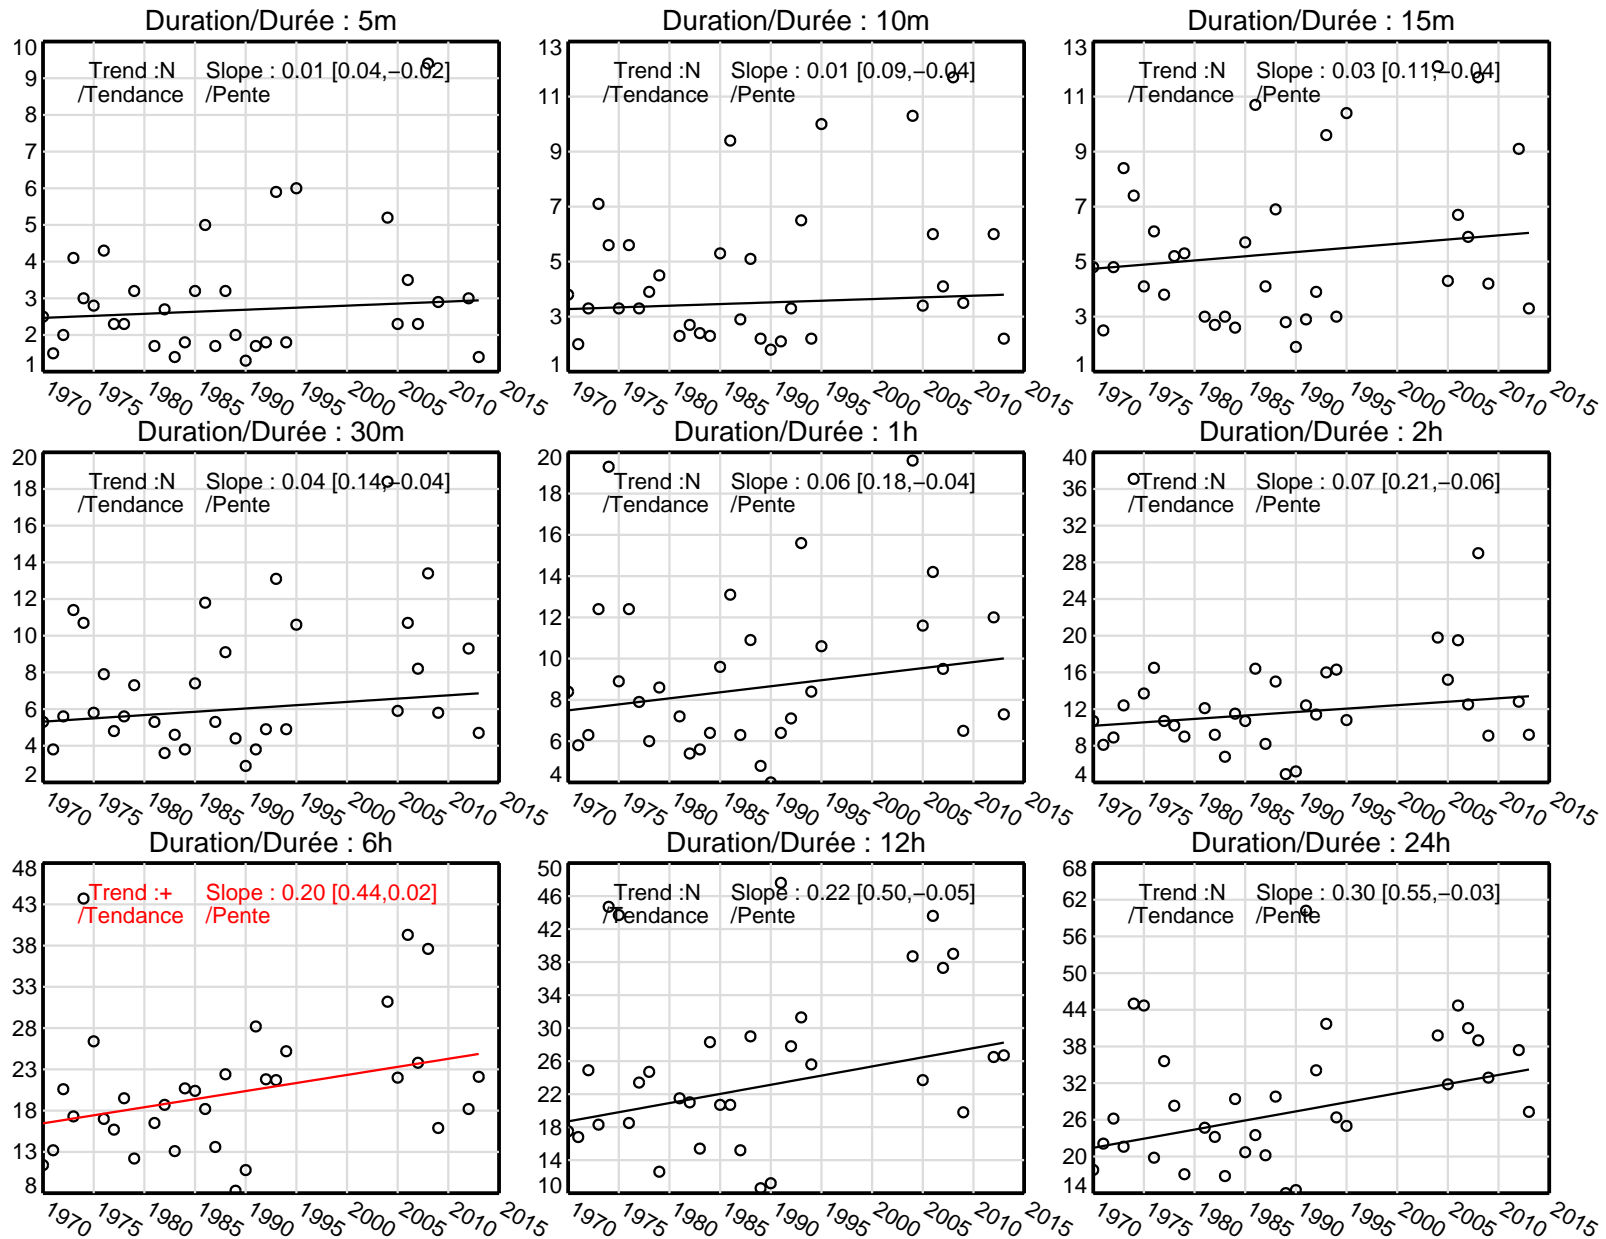 Duration/Durée : 5m
Trend :N Slope : 0.01 [0.04,−0.02]
/Tendance /Pente
10
9
8
7
6
5
4
3
2
1
1970 1975 1980 1985 1990 1995 2000 2005 2010 2015
Duration/Durée : 10m
Trend :N Slope : 0.01 [0.09,−0.04]
/Tendance /Pente
13
11
9
7
5
3
1
1970 1975 1980 1985 1990 1995 2000 2005 2010 2015
Duration/Durée : 15m
Trend :N Slope : 0.03 [0.11,−0.04]
/Tendance /Pente
13
11
9
7
5
3
1
1970 1975 1980 1985 1990 1995 2000 2005 2010 2015
Duration/Durée : 30m
Trend :N Slope : 0.04 [0.14,−0.04]
/Tendance /Pente
20
18
16
14
12
10
8
6
4
2
1970 1975 1980 1985 1990 1995 2000 2005 2010 2015
Duration/Durée : 1h
Trend :N Slope : 0.06 [0.18,−0.04]
/Tendance /Pente
20
18
16
14
12
10
8
6
4
1970 1975 1980 1985 1990 1995 2000 2005 2010 2015
Duration/Durée : 2h
Trend :N Slope : 0.07 [0.21,−0.06]
/Tendance /Pente
40
36
32
28
24
20
16
12
8
4
1970 1975 1980 1985 1990 1995 2000 2005 2010 2015
Duration/Durée : 6h
Trend :+ Slope : 0.20 [0.44,0.02]
/Tendance /Pente
48
43
38
33
28
23
18
13
8
1970 1975 1980 1985 1990 1995 2000 2005 2010 2015
Duration/Durée : 12h
Trend :N Slope : 0.22 [0.50,−0.05]
/Tendance /Pente
50
46
42
38
34
30
26
22
18
14
10
1970 1975 1980 1985 1990 1995 2000 2005 2010 2015
Duration/Durée : 24h
Trend :N Slope : 0.30 [0.55,−0.03]
/Tendance /Pente
68
62
56
50
44
38
32
26
20
14
1970 1975 1980 1985 1990 1995 2000 2005 2010 2015